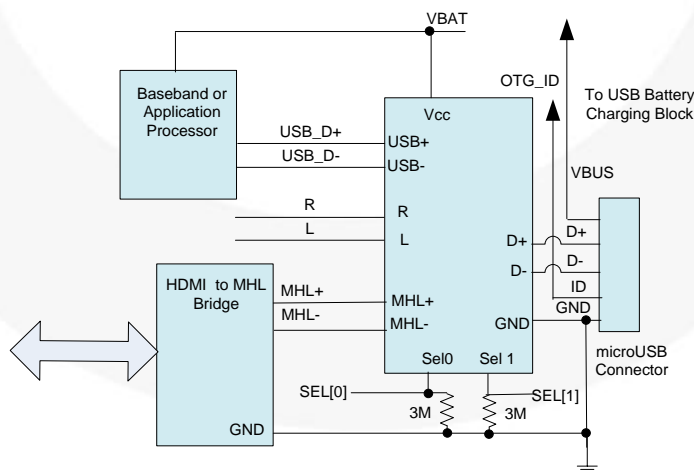 VBAT
OTG_ID
Baseband or
Application
Processor
To USB Battery
Charging Block
Vcc
USB_D+
USB+
USB_D-
USB-
VBUS
R
R
L
L
D+
D+
D-
D-
HDMI to MHL
Bridge
MHL+
MHL+
MHL-
MHL-
ID
GND
GND
microUSB
Connector
Sel0
Sel 1
SEL[0]
SEL[1]
3M
3M
GND